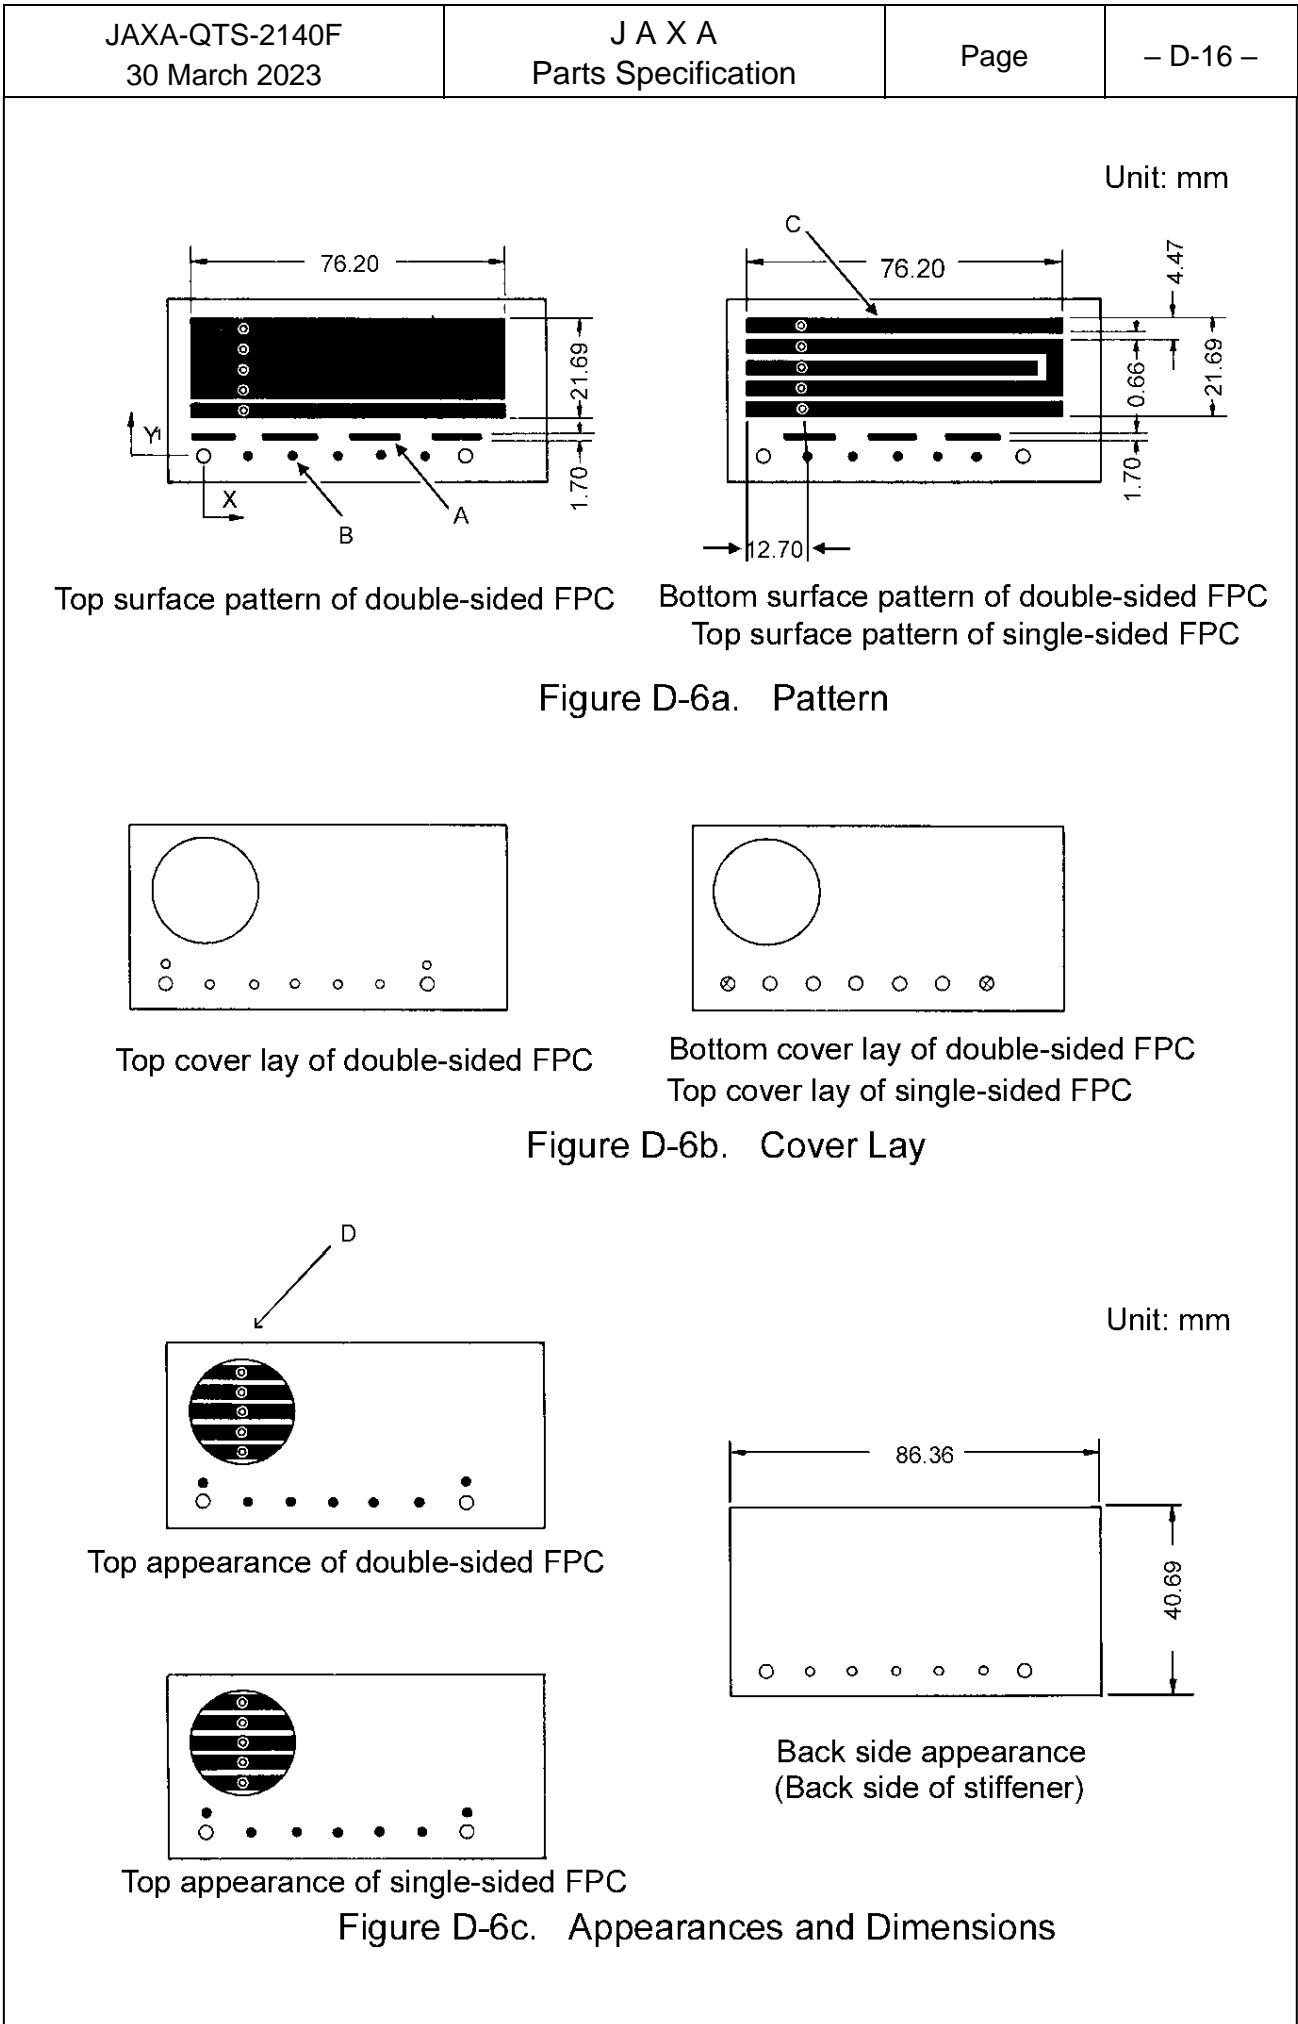 JAXA-QTS-2140F
30 March 2023
J A X A
Parts Specification
Page
– D-16 –
Unit: mm
76.20
21.69
1.70
Y
X
A
B
C
76.20
4.47
0.66
21.69
1.70
12.70
Top surface pattern of double-sided FPC
Bottom surface pattern of double-sided FPC
Top surface pattern of single-sided FPC
Figure D-6a. Pattern
Top cover lay of double-sided FPC
Bottom cover lay of double-sided FPC
Top cover lay of single-sided FPC
Figure D-6b. Cover Lay
D
Unit: mm
Top appearance of double-sided FPC
86.36
40.69
Back side appearance
(Back side of stiffener)
Top appearance of single-sided FPC
Figure D-6c. Appearances and Dimensions